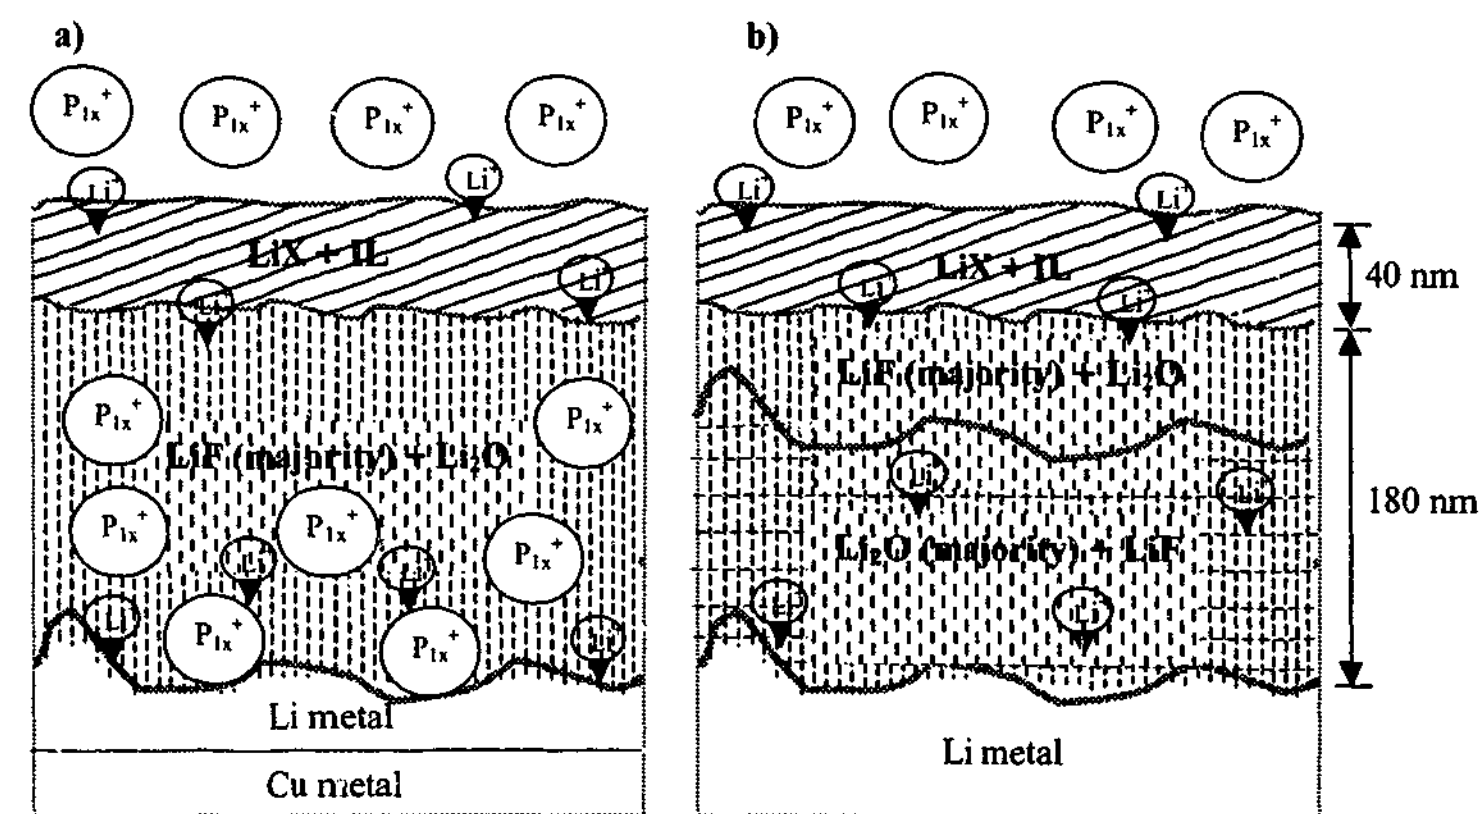 a)
P₁ₓ⁺ P₁ₓ⁺ P₁ₓ⁺ P₁ₓ⁺
Li⁺ Li⁺
LiX + IL
Li⁺ Li⁺
P₁ₓ⁺ P₁ₓ⁺
LiF (majority) + Li₂O
P₁ₓ⁺ P₁ₓ⁺ P₁ₓ⁺
Li⁺ Li⁺
Li⁺ P₁ₓ⁺ P₁ₓ⁺ Li⁺
Li metal
Cu metal
b)
P₁ₓ⁺ P₁ₓ⁺ P₁ₓ⁺ P₁ₓ⁺
Li⁺ Li⁺
LiX + IL
Li⁺ Li⁺
LiF (majority) + Li₂O
Li⁺ Li⁺
Li₂O (majority) + LiF
Li⁺ Li⁺
Li metal
40 nm
180 nm